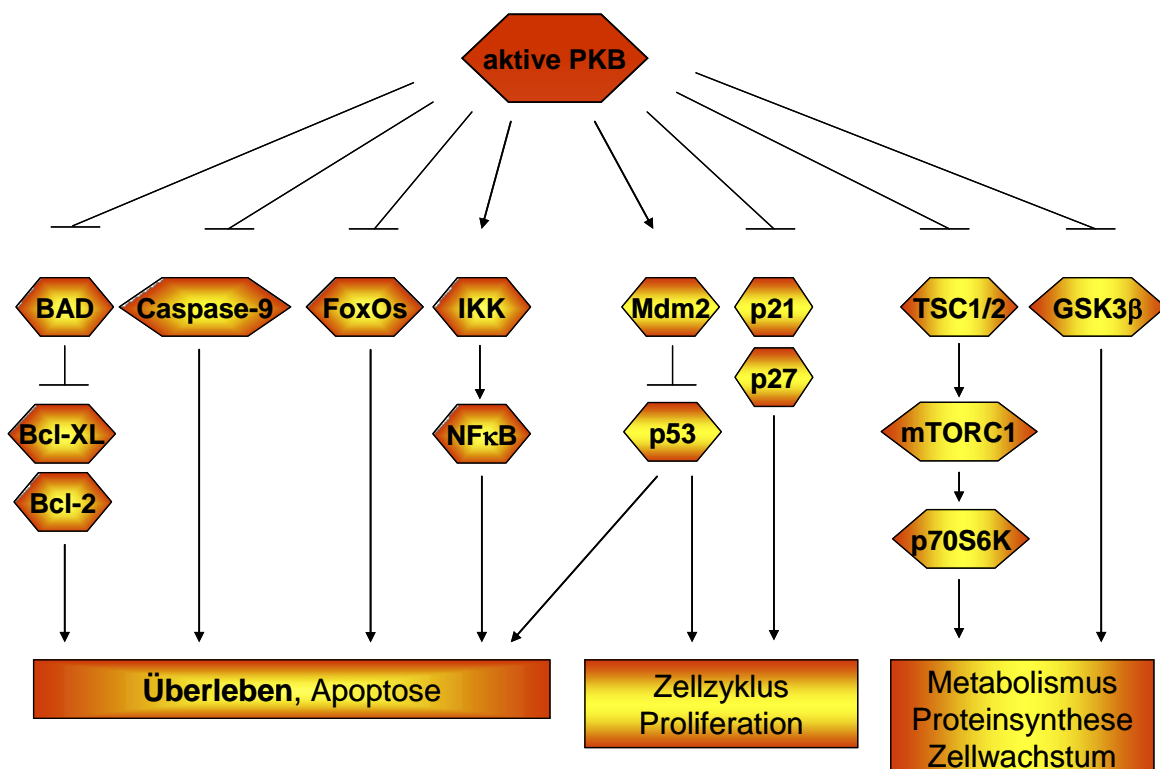 aktive PKB
BAD
Caspase-9
FoxOs
IKK
Mdm2
p21
TSC1/2
GSK3β
p27
Bcl-XL
NFκB
p53
mTORC1
Bcl-2
p70S6K
Überleben, Apoptose
Zellzyklus
Proliferation
Metabolismus
Proteinsynthese
Zellwachstum